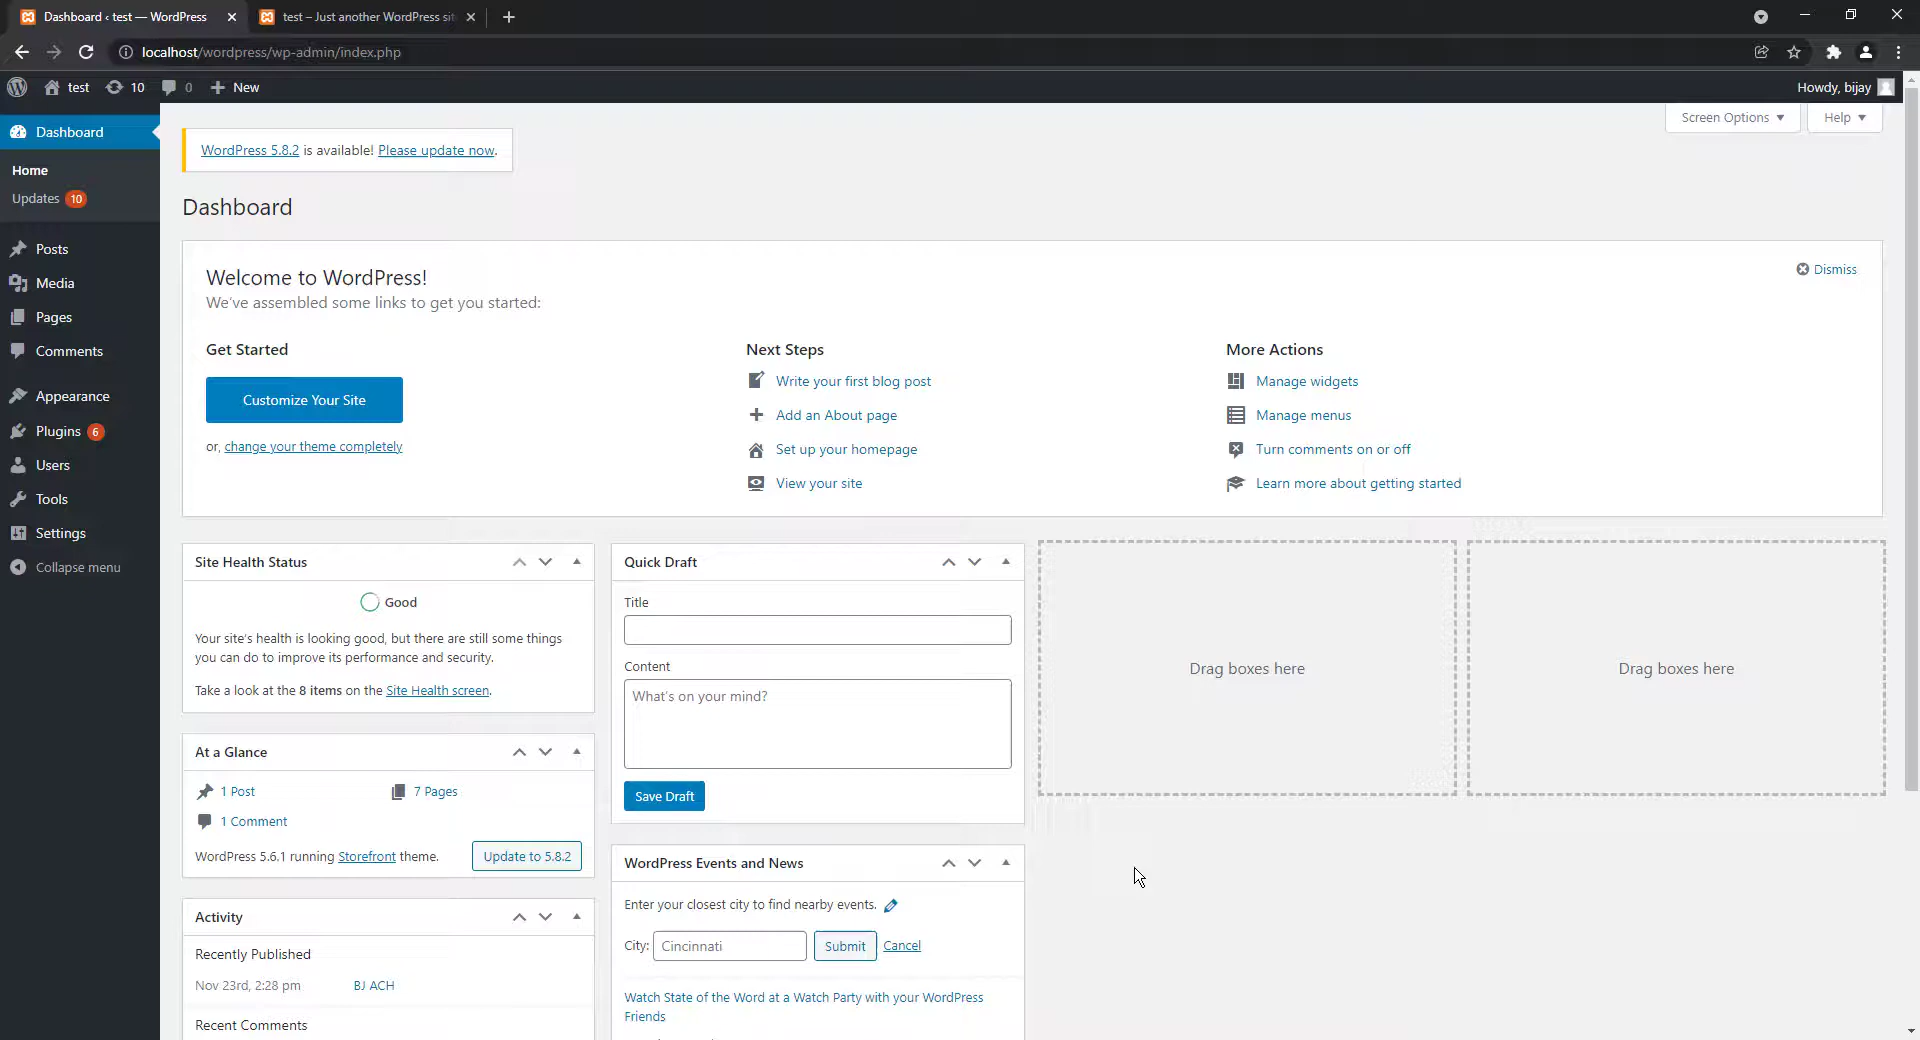 Dashboard ‹ test — WordPress
test – Just another WordPress si
localhost/wordpress/wp-admin/index.php
test
10
0
New
Howdy, bijay
Dashboard
Home
Updates 10
Posts
Media
Pages
Comments
Appearance
Plugins 6
Users
Tools
Settings
Collapse menu
Screen Options
Help
WordPress 5.8.2 is available! Please update now.
Dashboard
Welcome to WordPress!
We've assembled some links to get you started:
Dismiss
Get Started
Customize Your Site
or, change your theme completely
Next Steps
Write your first blog post
Add an About page
Set up your homepage
View your site
More Actions
Manage widgets
Manage menus
Turn comments on or off
Learn more about getting started
Site Health Status
Good
Your site's health is looking good, but there are still some things
you can do to improve its performance and security.
Take a look at the 8 items on the Site Health screen.
At a Glance
1 Post
7 Pages
1 Comment
WordPress 5.6.1 running Storefront theme.
Update to 5.8.2
Activity
Recently Published
Nov 23rd, 2:28 pm
BJ ACH
Recent Comments
Quick Draft
Title
Content
What's on your mind?
Save Draft
WordPress Events and News
Enter your closest city to find nearby events.
City:
Cincinnati
Submit
Cancel
Watch State of the Word at a Watch Party with your WordPress
Friends
Drag boxes here
Drag boxes here